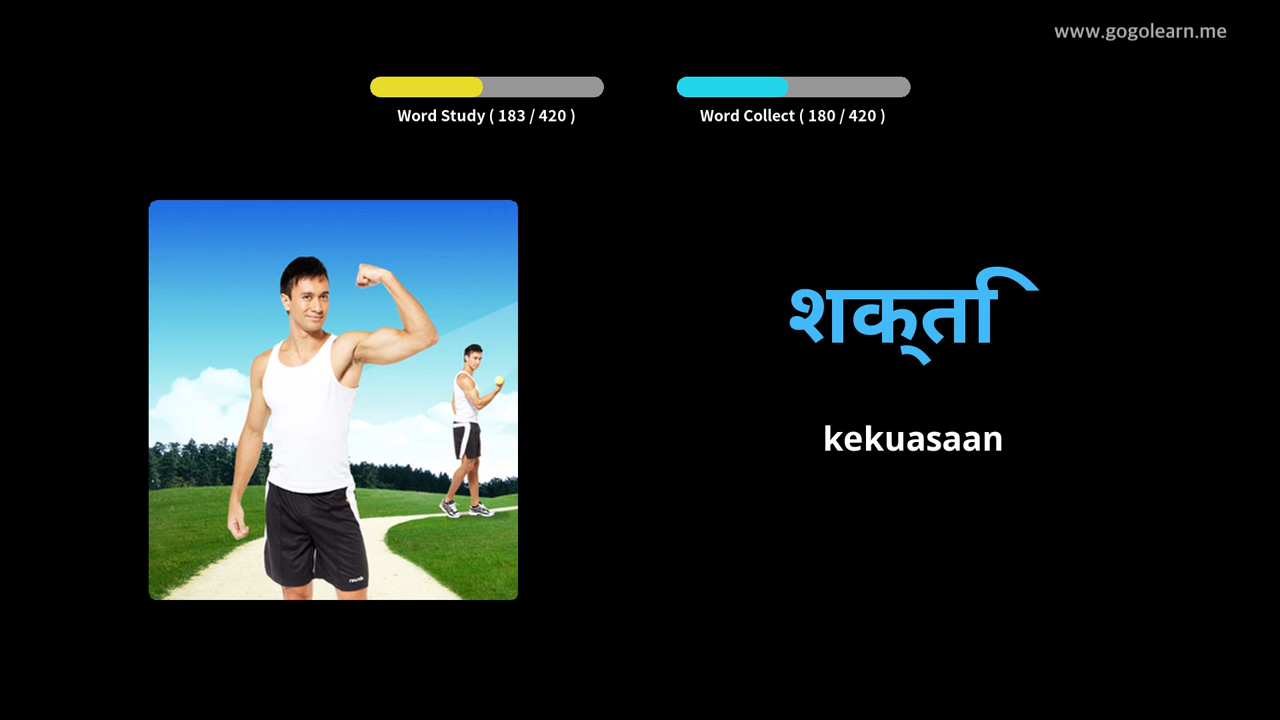 www.gogolearn.me
Word Study ( 183 / 420 )
Word Collect ( 180 / 420 )
शक्ति
kekuasaan